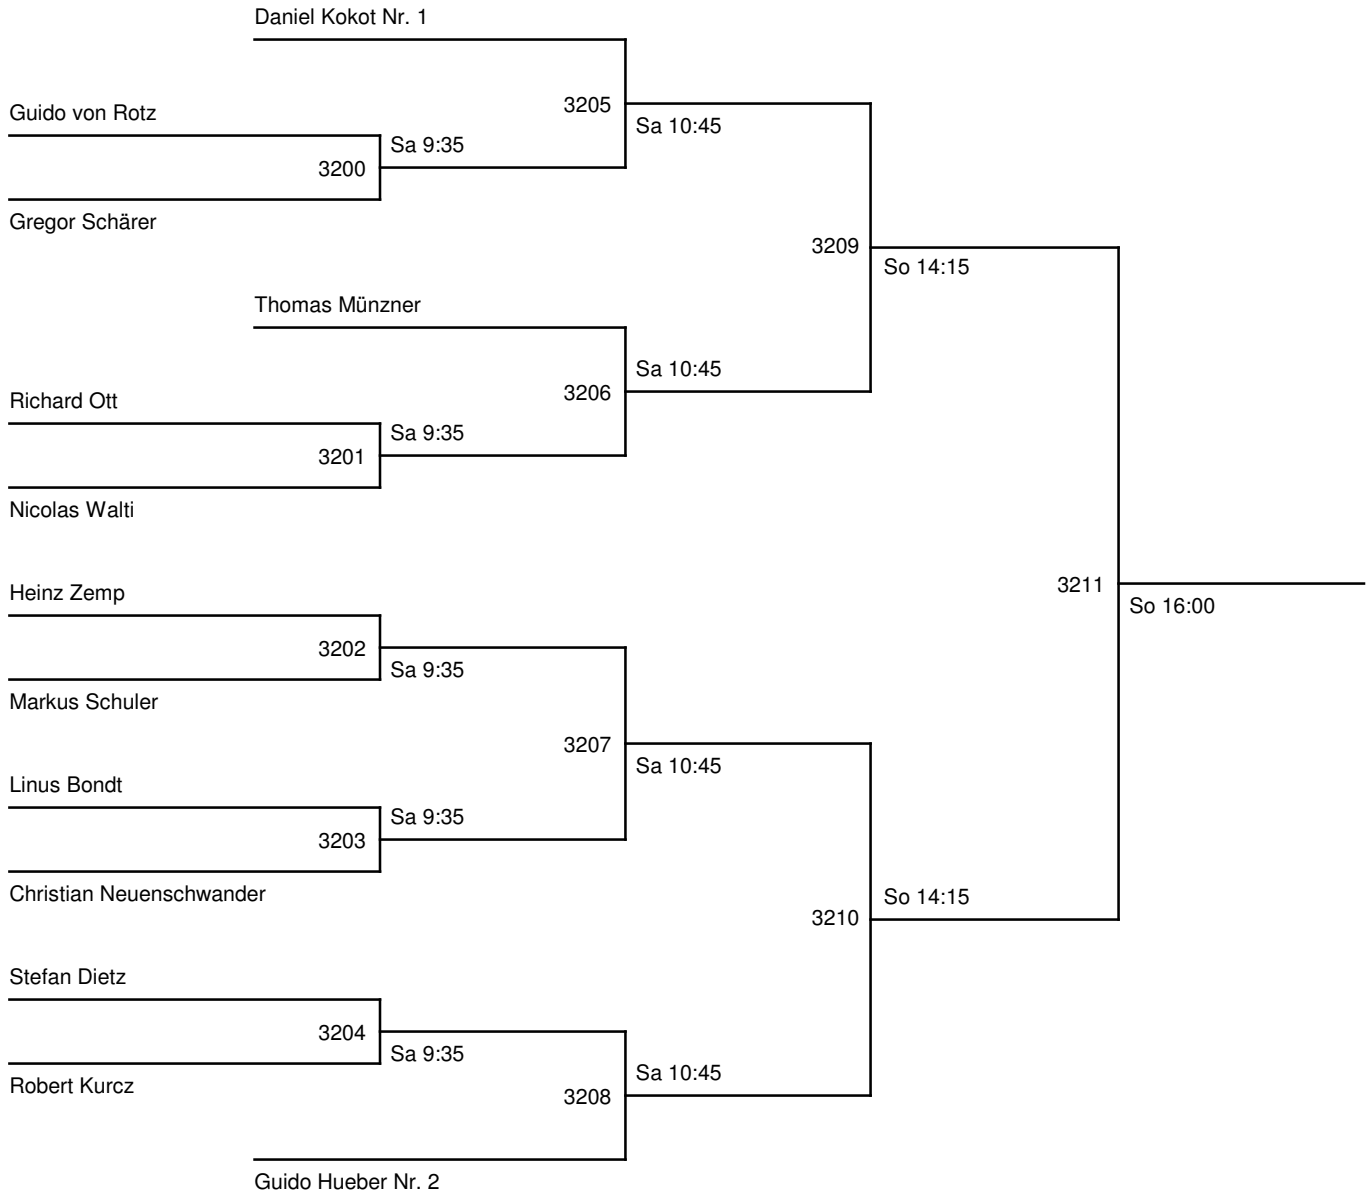 Daniel Kokot Nr. 1
3205
Sa 10:45
Guido von Rotz
Sa 9:35
3200
Gregor Schärer
3209
So 14:15
Thomas Münzner
Sa 10:45
3206
Richard Ott
Sa 9:35
3201
Nicolas Walti
Heinz Zemp
3211
So 16:00
3202
Sa 9:35
Markus Schuler
3207
Sa 10:45
Linus Bondt
Sa 9:35
3203
Christian Neuenschwander
So 14:15
3210
Stefan Dietz
3204
Sa 9:35
Robert Kurcz
Sa 10:45
3208
Guido Hueber Nr. 2